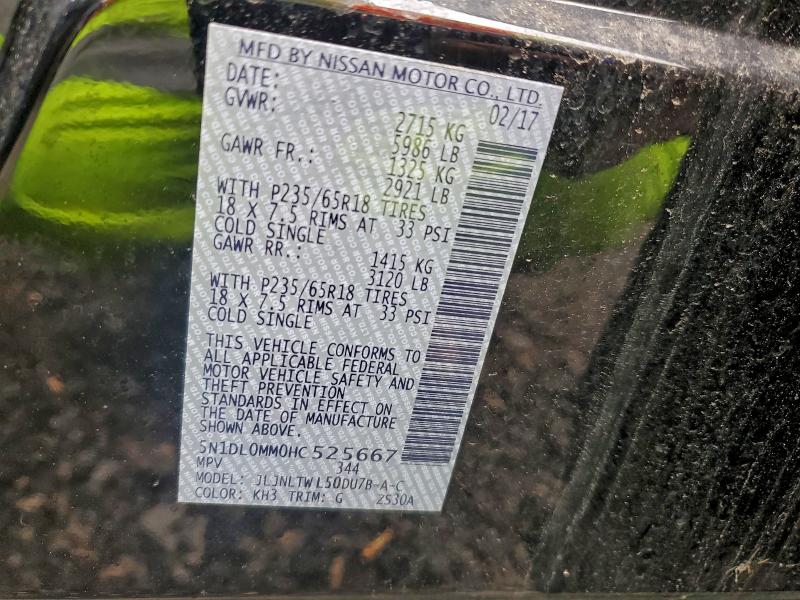 MFD BY NISSAN MOTOR CO., LTD.
DATE: 02/17
GVWR: 2715 KG
5986 LB
GAWR FR.: 1325 KG
2921 LB
WITH P235/65R18 TIRES
18 X 7.5 RIMS AT 33 PSI
COLD SINGLE
GAWR RR.: 1415 KG
3120 LB
WITH P235/65R18 TIRES
18 X 7.5 RIMS AT 33 PSI
COLD SINGLE
THIS VEHICLE CONFORMS TO
ALL APPLICABLE FEDERAL
MOTOR VEHICLE SAFETY AND
THEFT PREVENTION
STANDARDS IN EFFECT ON
THE DATE OF MANUFACTURE
SHOWN ABOVE.
5N1DL0MM0HC525667
MPV 344
MODEL: JLJNLTWL50DU7B-A-C
COLOR: KH3 TRIM: G ZS30A